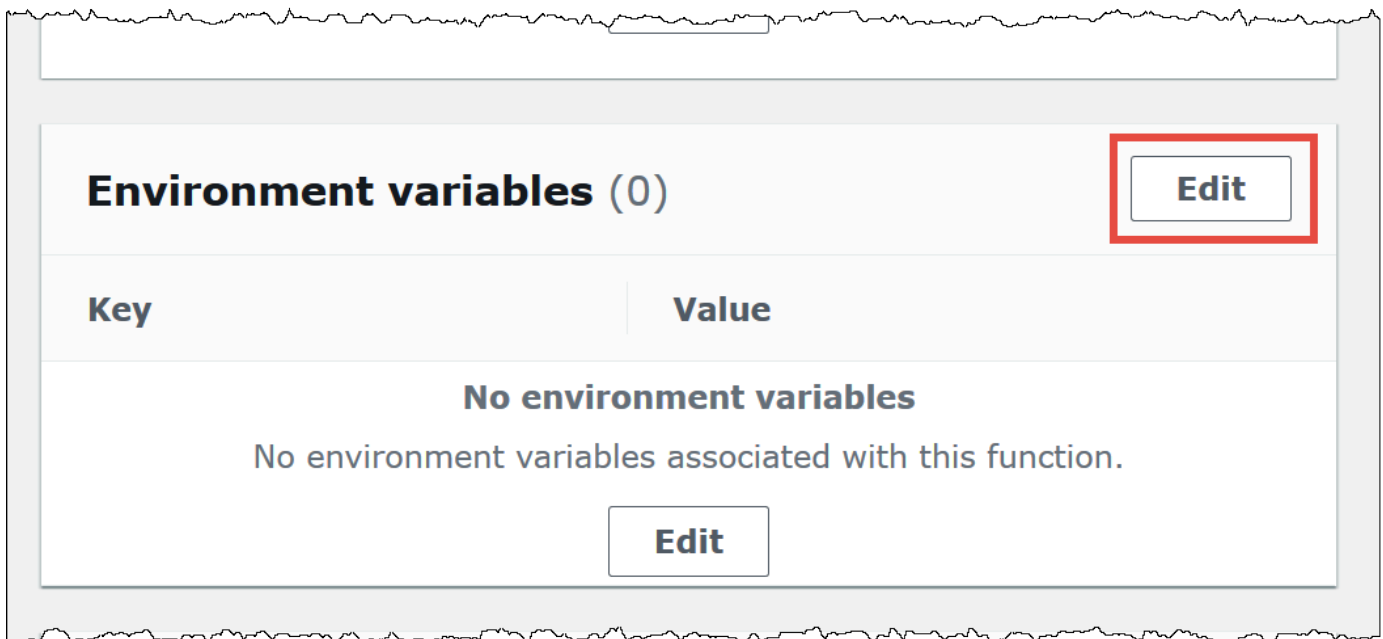 Environment variables (0)
Edit
Key
Value
No environment variables
No environment variables associated with this function.
Edit